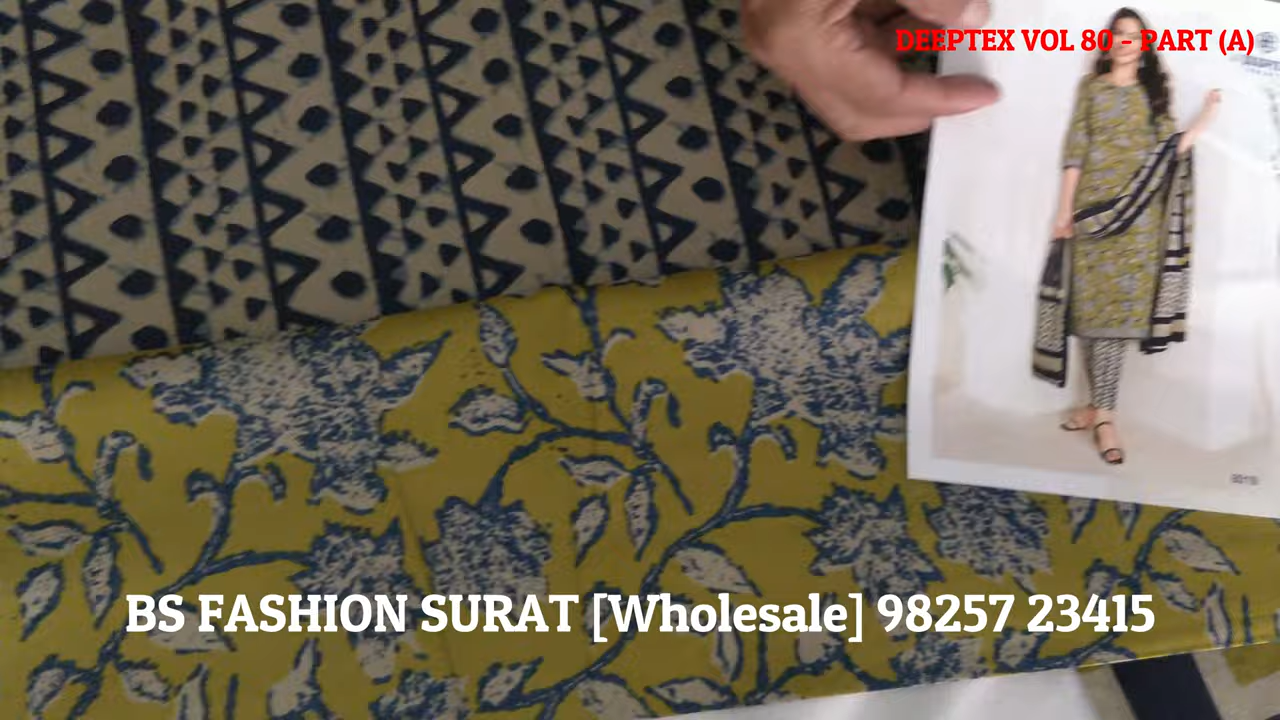 DEEPTEX VOL 80 - PART (A)
BS FASHION SURAT [Wholesale] 98257 23415